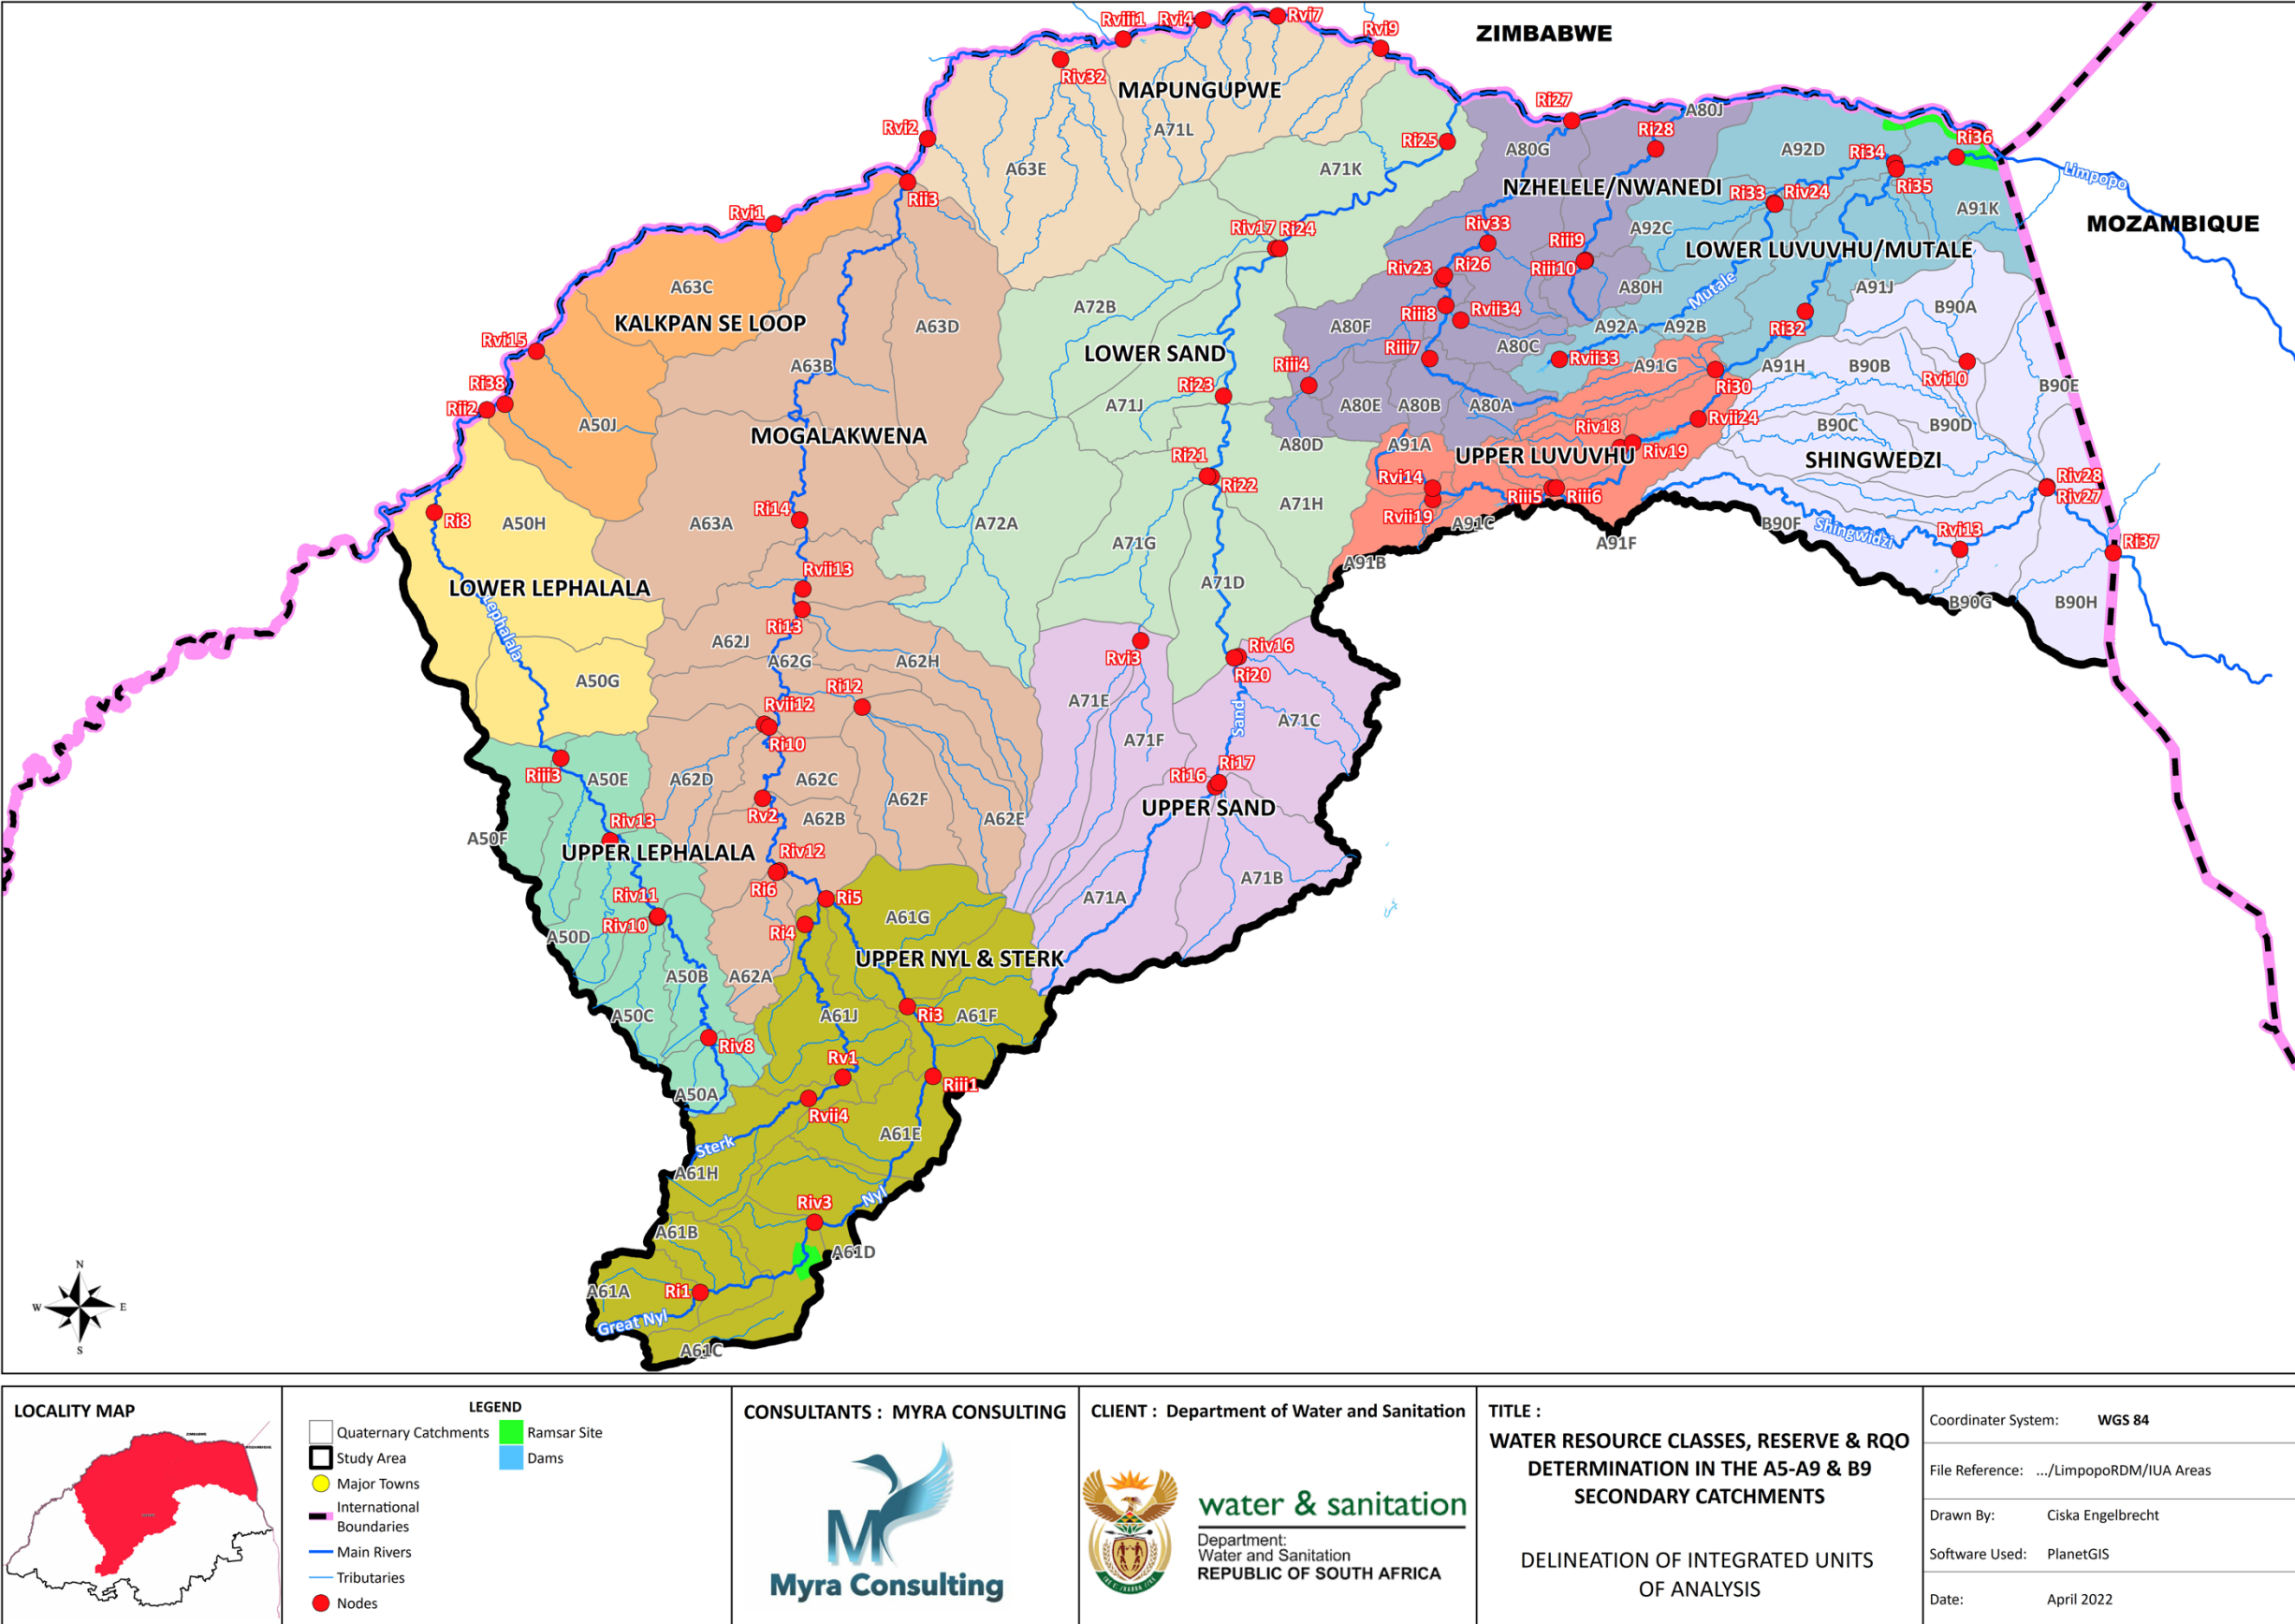 ZIMBABWE
Rviii1
Rvi4
Rvi7
Rvi9
Riv32
MAPUNGUPWE
Rvi2
A71L
Ri27
A80J
Ri28
Ri25
A80G
A92D
Ri34
Ri36
Ri35
Limpopo
A63E
A71K
NZHELELE/NWANEDI
Ri33
Riv24
Rii3
A91K
MOZAMBIQUE
Rvi1
Riv17
Ri24
Riv33
A92C
Riii9
LOWER LUVUVHU/MUTALE
Riii10
Riv23
Ri26
A63C
A80H
Mutale
A91J
KALKPAN SE LOOP
A72B
A63D
A80F
Riii8
Rvii34
A92A
A92B
Ri32
B90A
Rvi15
LOWER SAND
Riii7
A80C
Rvii33
A63B
Riii4
A91G
A91H
B90B
Rvi10
Ri38
Ri23
Ri30
B90E
Rii2
A71J
A80E
A80B
A80A
A50J
Rvii24
MOGALAKWENA
A80D
A91A
Riv18
B90C
B90D
Ri21
UPPER LUVUVHU
Riv19
SHINGWEDZI
Ri22
Rvi14
Riv28
Riii5
Riii6
Riv27
Ri8
A50H
A63A
Ri14
A72A
A71H
Rvii19
A91C
B90F
Shingwidzi
Rvi13
A71G
A91F
Ri37
A91B
Rvii13
A71D
LOWER LEPHALALA
Lephalala
B90G
B90H
Ri13
A62J
A62G
A62H
Rvi3
Riv16
Ri20
A50G
Ri12
A71E
Rvii12
Sand
A71C
Ri10
A71F
Riii3
A50E
A62D
A62C
Ri16
Ri17
A62F
UPPER SAND
Rv2
A62B
A62E
Riv13
A50F
UPPER LEPHALALA
Riv12
Ri6
A71B
Riv11
Ri5
A71A
Riv10
Ri4
A61G
A50D
UPPER NYL & STERK
A50B
A62A
A50C
A61J
Ri3
A61F
Riv8
Rv1
Riii1
A50A
Rvii4
A61E
Sterk
A61H
Riv3
Nyl
A61B
A61D
A61A
Ri1
Great Nyl
A61C
N
W
E
S
LOCALITY MAP
LEGEND
Quaternary Catchments
Study Area
Major Towns
International
Boundaries
Main Rivers
Tributaries
Nodes
Ramsar Site
Dams
CONSULTANTS : MYRA CONSULTING
M
Myra Consulting
CLIENT : Department of Water and Sanitation
water & sanitation
Department:
Water and Sanitation
REPUBLIC OF SOUTH AFRICA
TITLE :
WATER RESOURCE CLASSES, RESERVE & RQO
DETERMINATION IN THE A5-A9 & B9
SECONDARY CATCHMENTS
DELINEATION OF INTEGRATED UNITS
OF ANALYSIS
Coordinater System: WGS 84
File Reference: .../LimpopoRDM/IUA Areas
Drawn By: Ciska Engelbrecht
Software Used: PlanetGIS
Date: April 2022